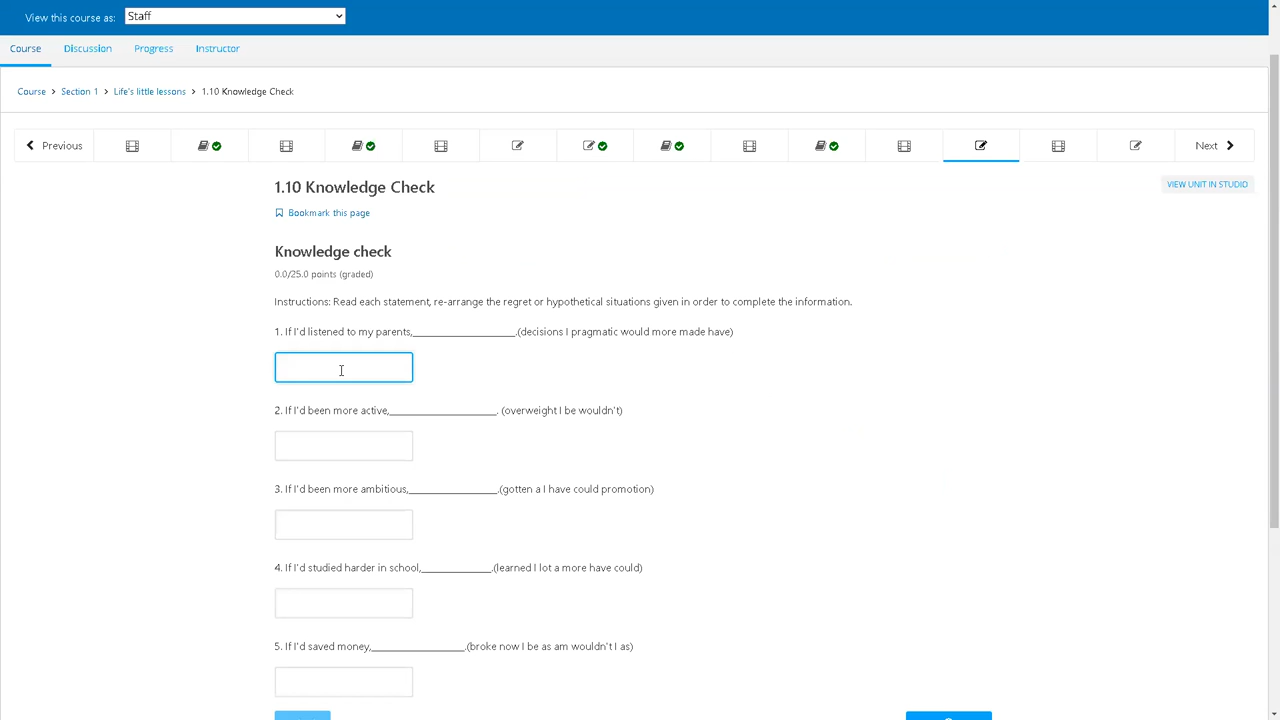 View this course as: Staff
Course Discussion Progress Instructor
Course > Section 1 > Life's little lessons > 1.10 Knowledge Check
Previous Next
1.10 Knowledge Check
VIEW UNIT IN STUDIO
Bookmark this page
Knowledge check
0.0/25.0 points (graded)
Instructions: Read each statement, re-arrange the regret or hypothetical situations given in order to complete the information.
1. If I'd listened to my parents,____________________.(decisions I pragmatic would more made have)
2. If I'd been more active,_____________________. (overweight I be wouldn't)
3. If I'd been more ambitious,_________________.(gotten a I have could promotion)
4. If I'd studied harder in school,______________.(learned I lot a more have could)
5. If I'd saved money,__________________.(broke now I be as am wouldn't I as)